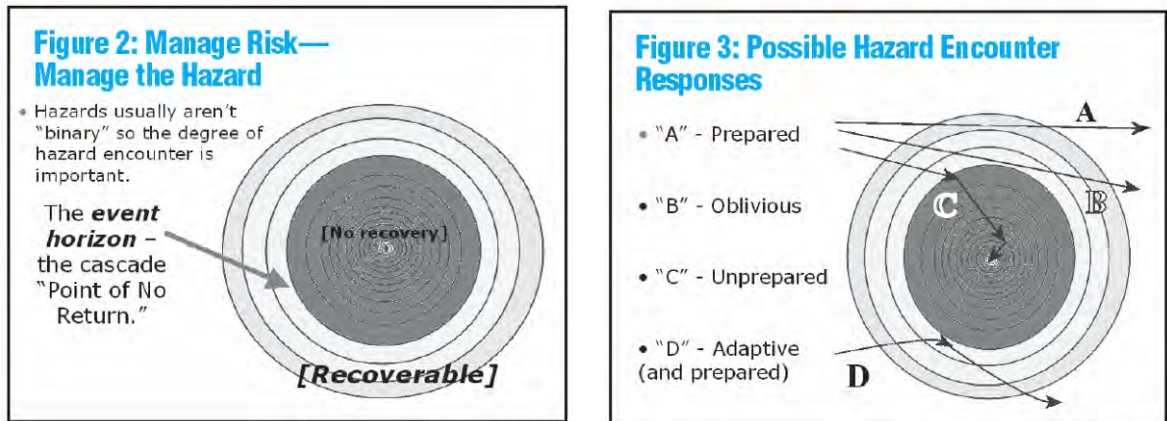 Figure 2: Manage Risk—
Manage the Hazard
• Hazards usually aren't
"binary" so the degree of
hazard encounter is
important.
The event
horizon –
the cascade
"Point of No
Return."
[No recovery]
[Recoverable]
Figure 3: Possible Hazard Encounter
Responses
• "A" - Prepared
• "B" - Oblivious
• "C" - Unprepared
• "D" - Adaptive
(and prepared)
A
B
C
D